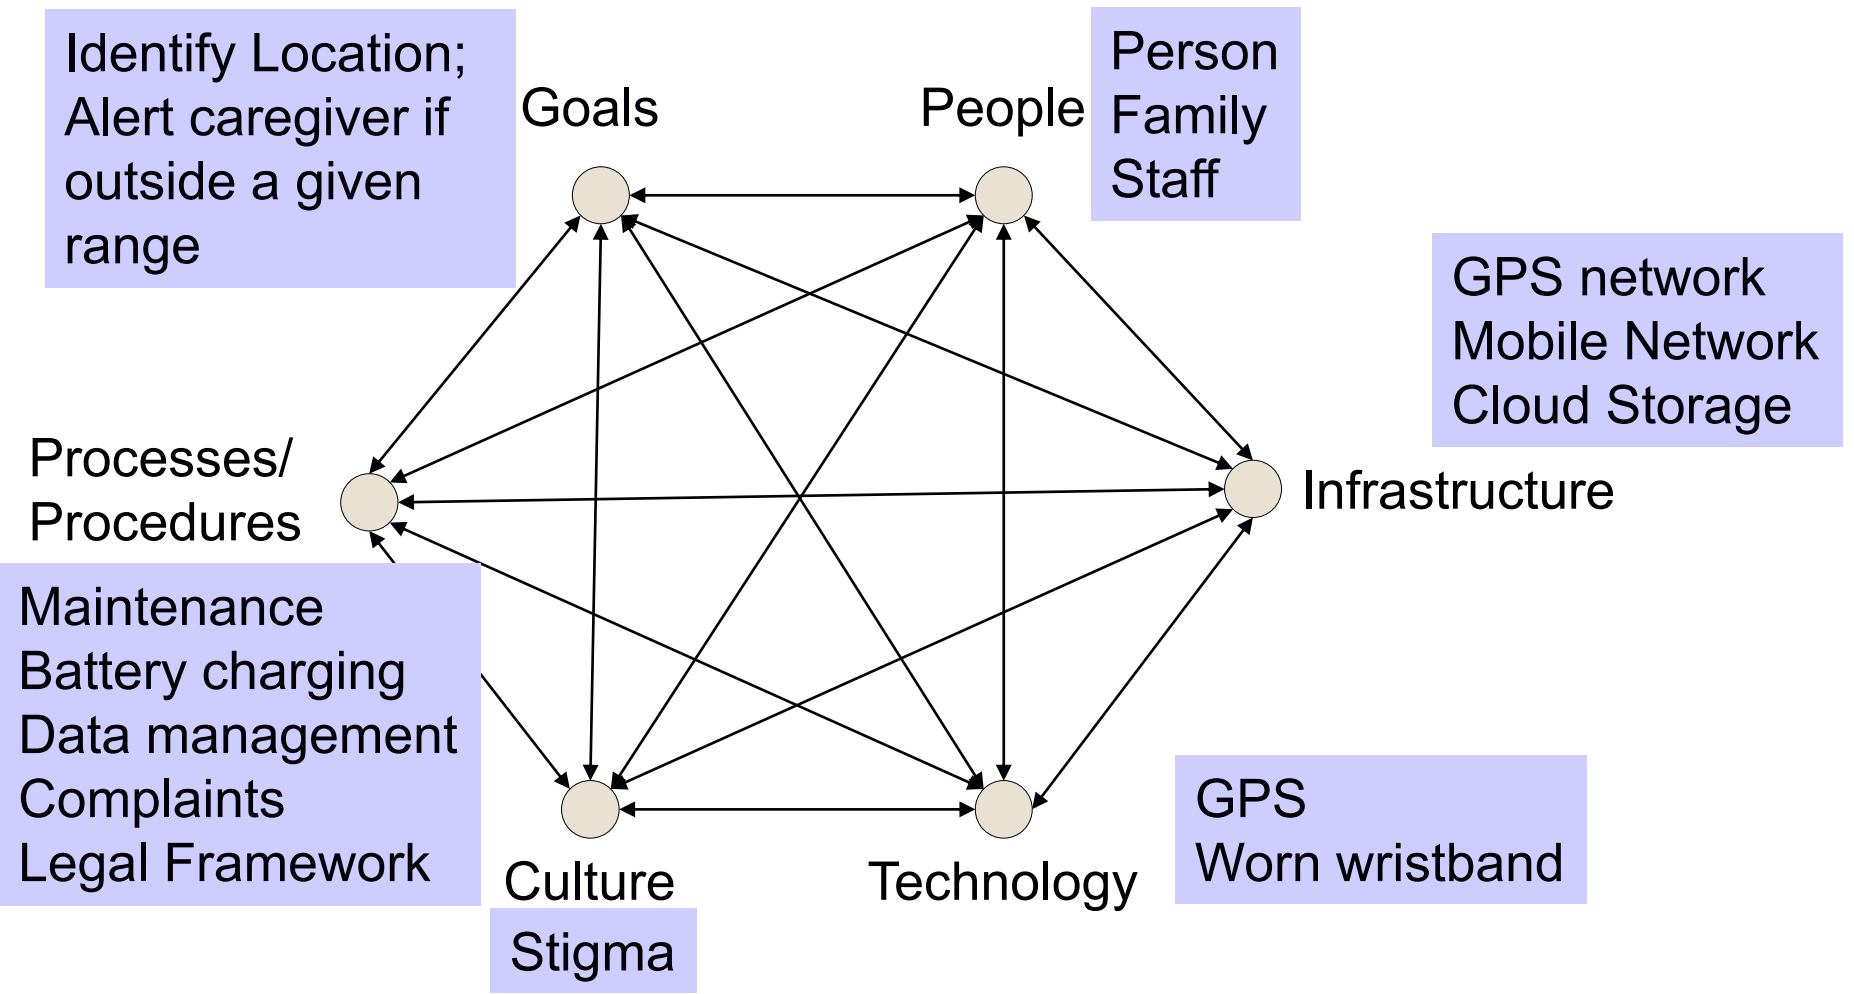 Identify Location;
Alert caregiver if
outside a given
range
Goals
People
Person
Family
Staff
GPS network
Mobile Network
Cloud Storage
Processes/
Procedures
Infrastructure
Maintenance
Battery charging
Data management
Complaints
Legal Framework
Culture
Stigma
Technology
GPS
Worn wristband